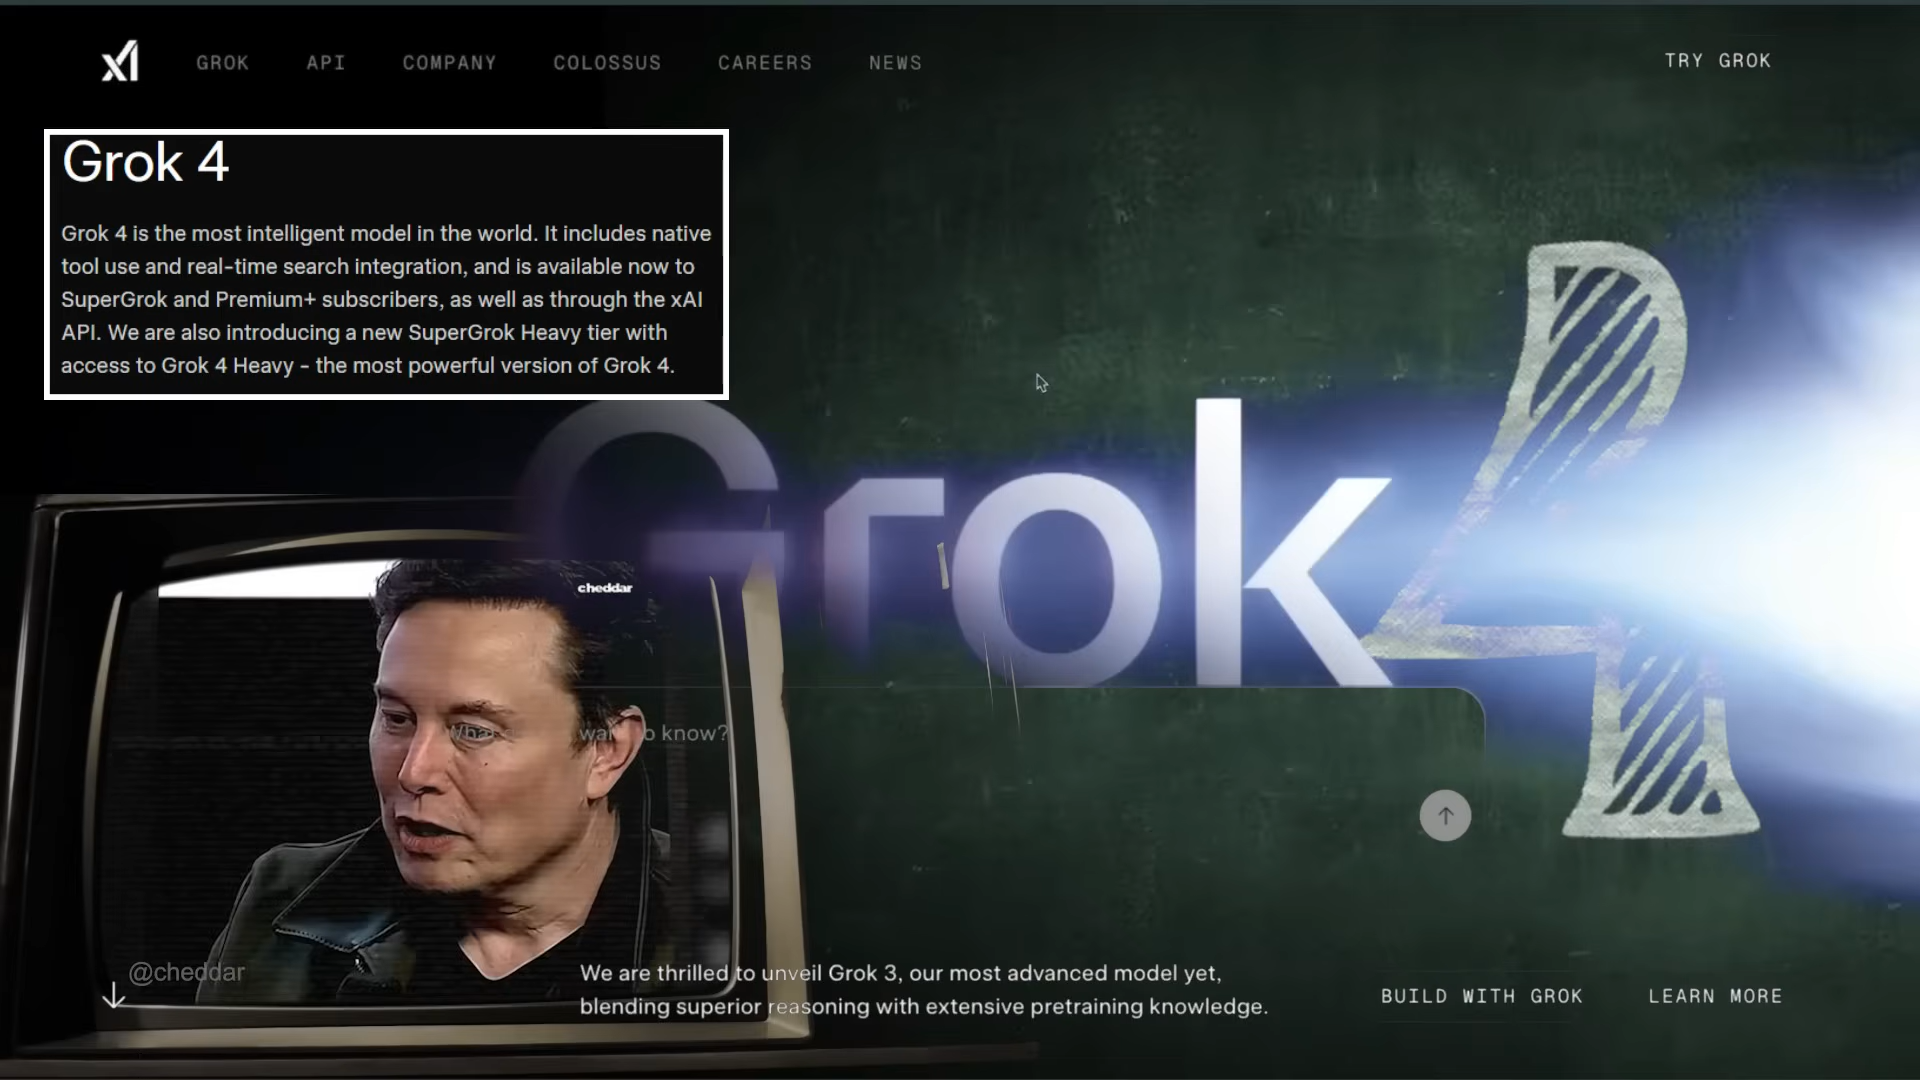 xI
GROK
API
COMPANY
COLOSSUS
CAREERS
NEWS
TRY GROK
Grok 4
Grok 4 is the most intelligent model in the world. It includes native
tool use and real-time search integration, and is available now to
SuperGrok and Premium+ subscribers, as well as through the xAI
API. We are also introducing a new SuperGrok Heavy tier with
access to Grok 4 Heavy - the most powerful version of Grok 4.
Grok 4
cheddar
What
know?
@cheddar
We are thrilled to unveil Grok 3, our most advanced model yet,
blending superior reasoning with extensive pretraining knowledge.
BUILD WITH GROK
LEARN MORE